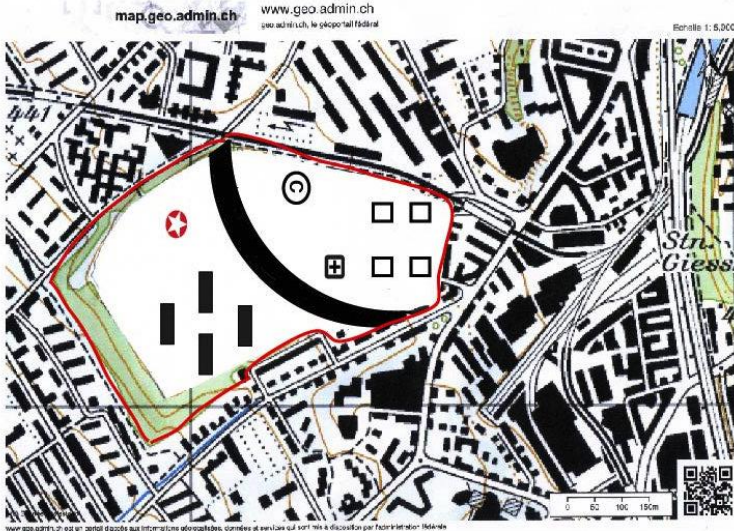 map.geo.admin.ch
www.geo.admin.ch
geo.admin.ch, le géoportail fédéral
Echelle 1: 5,000
441
C
Stn.
Giess
0 50 100 150m
www.geo.admin.ch est un portail d'accès aux informations géolocalisées, données et services qui sont mis à disposition par l'administration fédérale